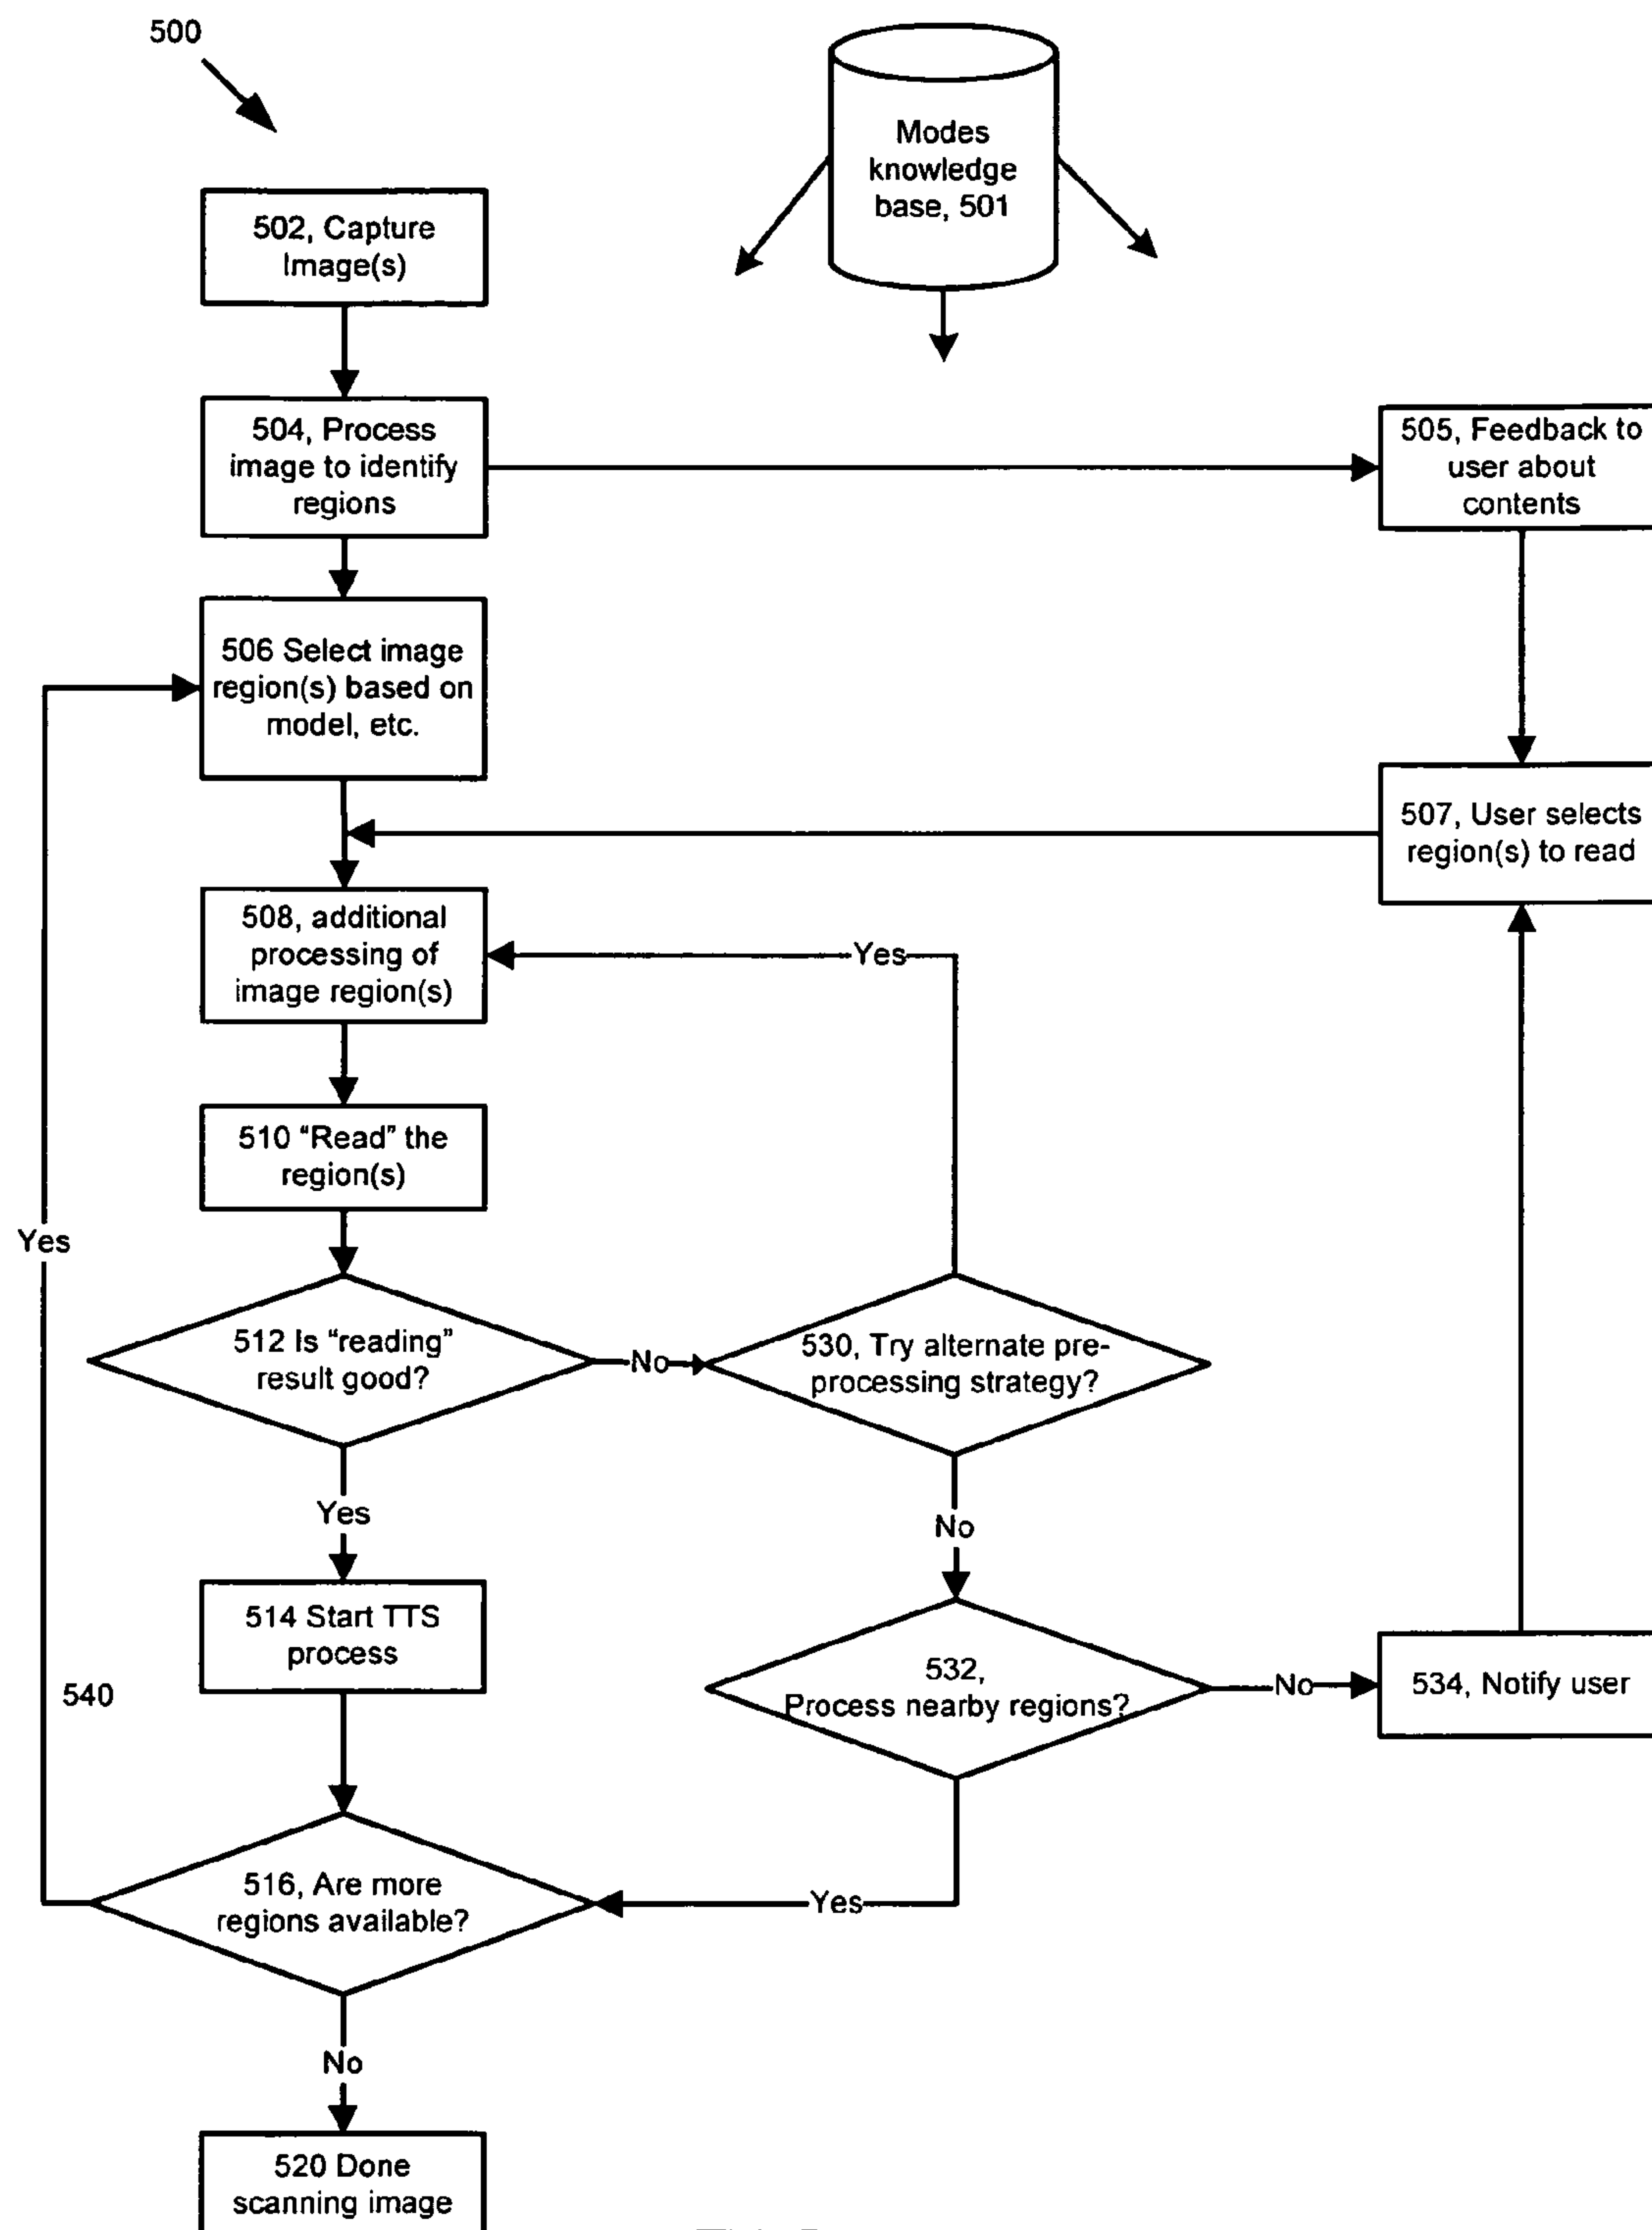 500
Modes
knowledge
base, 501
502, Capture
Image(s)
504, Process
image to identify
regions
505, Feedback to
user about
contents
506 Select image
region(s) based on
model, etc.
507, User selects
region(s) to read
508, additional
processing of
image region(s)
Yes
510 “Read” the
region(s)
Yes
512 Is “reading”
result good?
No
530, Try alternate pre-
processing strategy?
Yes
No
514 Start TTS
process
540
532,
Process nearby regions?
No
534, Notify user
516, Are more
regions available?
Yes
No
520 Done
scanning image